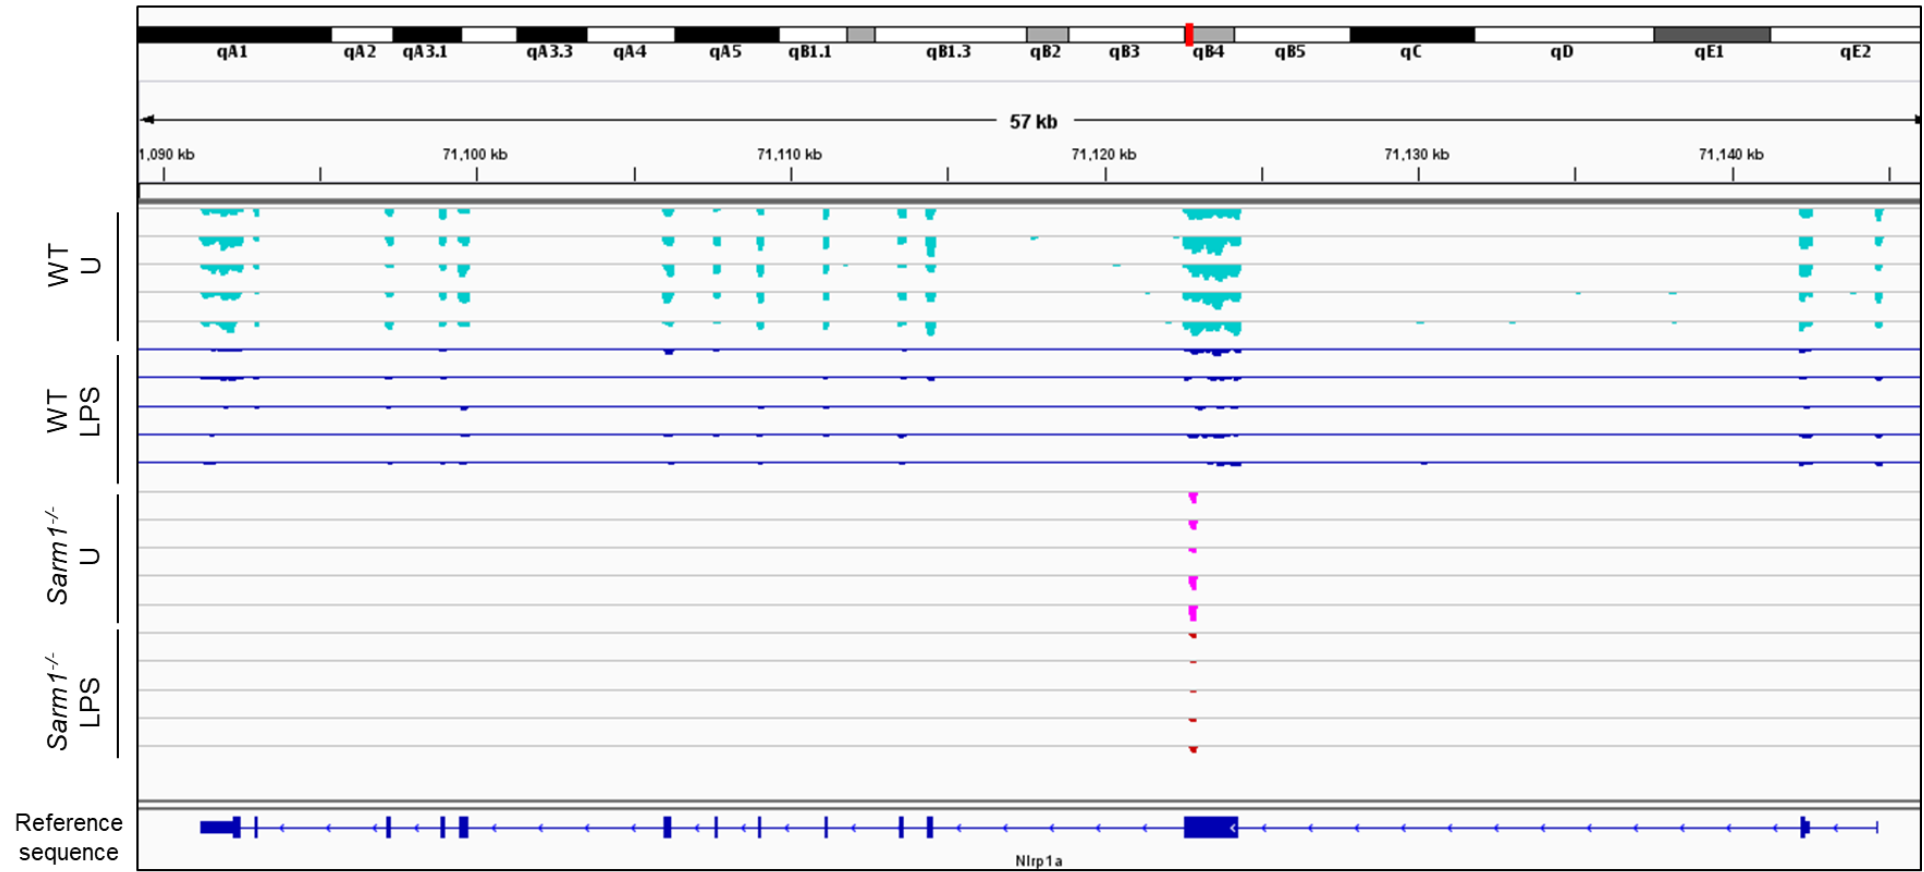 qA1 qA2 qA3.1 qA3.3 qA4 qA5 qB1.1 qB1.3 qB2 qB3 qB4 qB5 qC qD qE1 qE2
57 kb
1,090 kb 71,100 kb 71,110 kb 71,120 kb 71,130 kb 71,140 kb
WT
U
WT
LPS
Sarm1-/-
U
Sarm1-/-
LPS
Reference
sequence
Nlrp1a